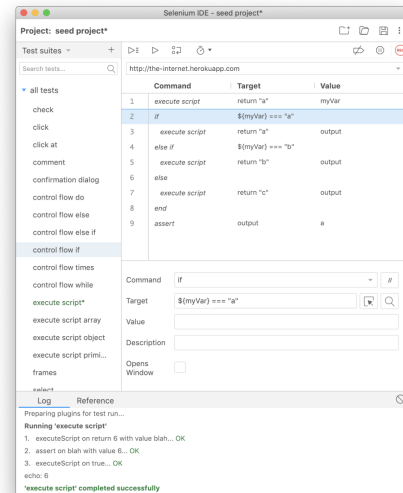 Selenium IDE - seed project*
Project: seed project*
Test suites
Search tests...
all tests
check
click
click at
comment
confirmation dialog
control flow do
control flow else
control flow else if
control flow if
control flow times
control flow while
execute script*
execute script array
execute script object
execute script primi...
frames
select
http://the-internet.herokuapp.com
Command Target Value
1 execute script return "a" myVar
2 if ${myVar} === "a"
3 execute script return "a" output
4 else if ${myVar} === "b"
5 execute script return "b" output
6 else
7 execute script return "c" output
8 end
9 assert output a
Command if //
Target ${myVar} === "a"
Value
Description
Opens
Window
Log Reference
Preparing plugins for test run...
Running 'execute script'
1. executeScript on return 6 with value blah... OK
2. assert on blah with value 6... OK
3. executeScript on true... OK
echo: 6
'execute script' completed successfully